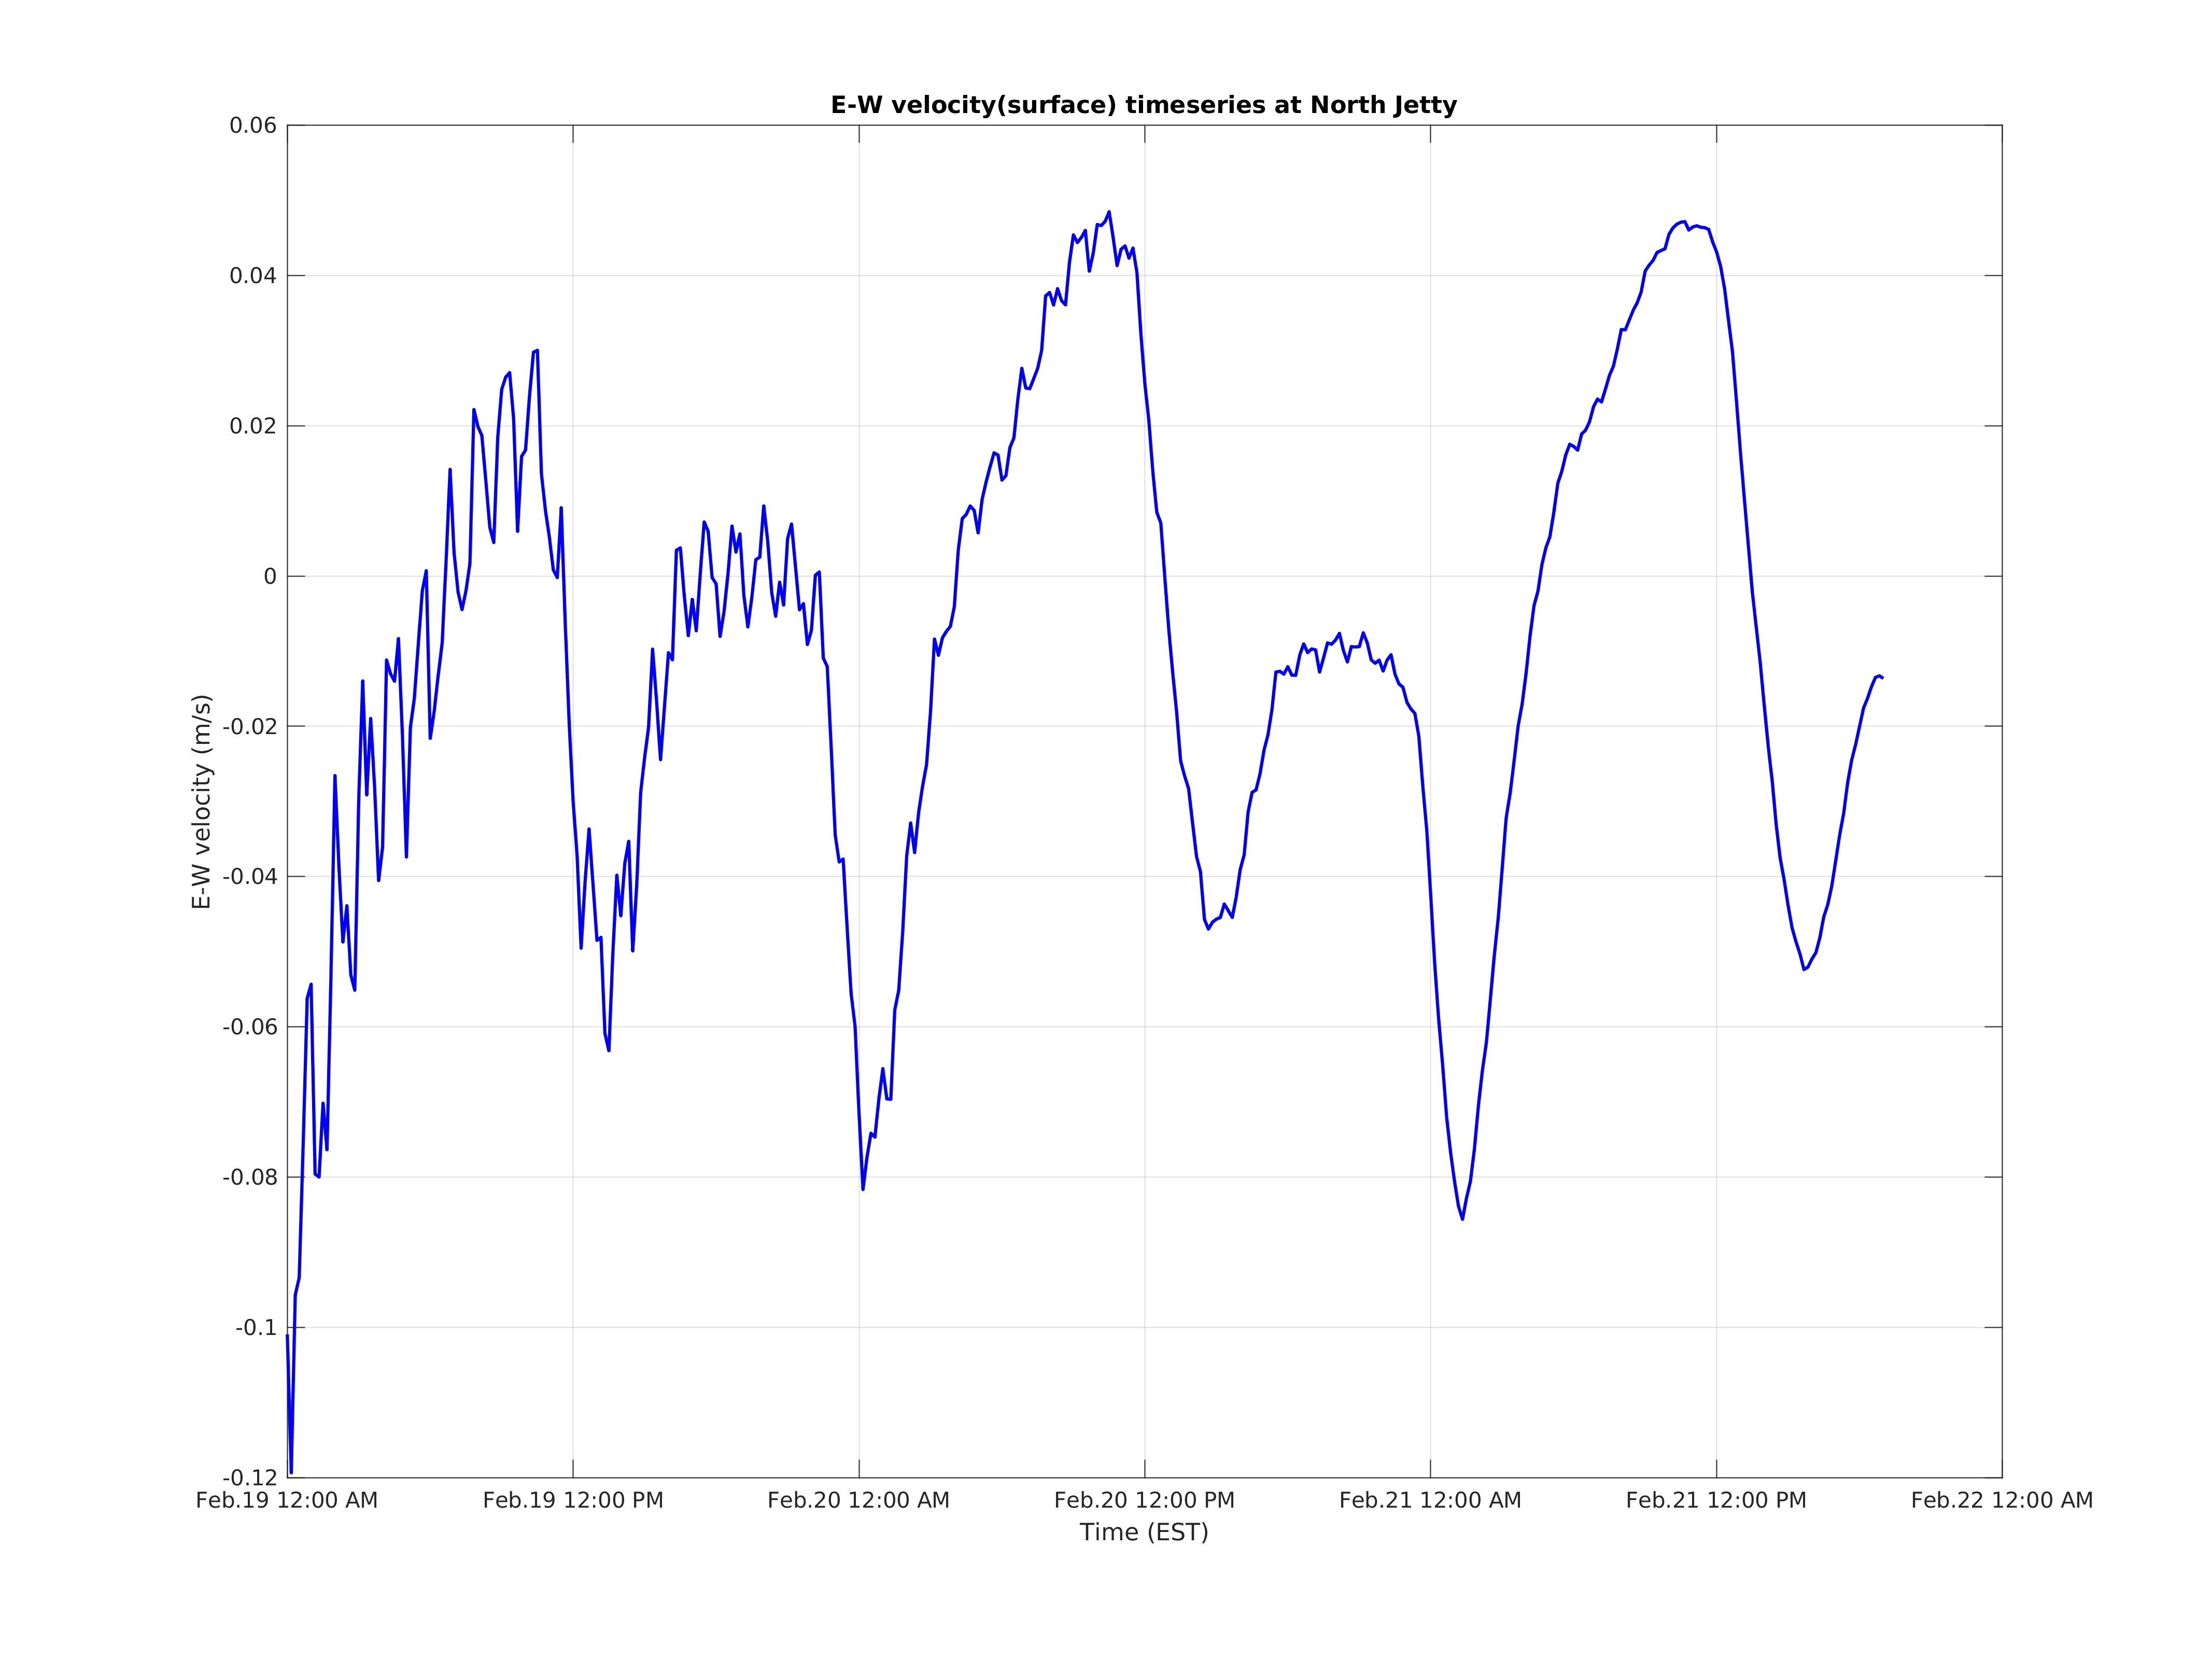 E-W velocity(surface) timeseries at North Jetty
0.06
0.04
0.02
0
-0.02
-0.04
-0.06
-0.08
-0.1
-0.12
E-W velocity (m/s)
Feb.19 12:00 AM Feb.19 12:00 PM Feb.20 12:00 AM Feb.20 12:00 PM Feb.21 12:00 AM Feb.21 12:00 PM Feb.22 12:00 AM
Time (EST)